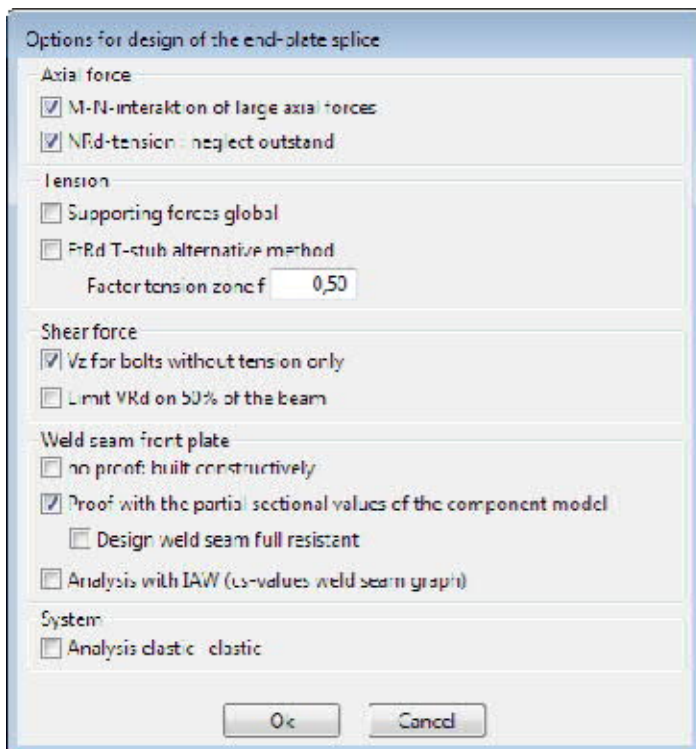 Options for design of the end-plate splice
Axial force
M-N-interaktion of large axial forces
NRd-tension : neglect outstand
Tension
Supporting forces global
FtRd T-stub alternative method
Factor tension zone f 0,50
Shear force
Vz for bolts without tension only
Limit VRd on 50% of the beam
Weld seam front plate
no proof: built constructively
Proof with the partial sectional values of the component model
Design weld seam full resistant
Analysis with IAW (cs-values weld seam graph)
System
Analysis elastic - elastic
Ok Cancel